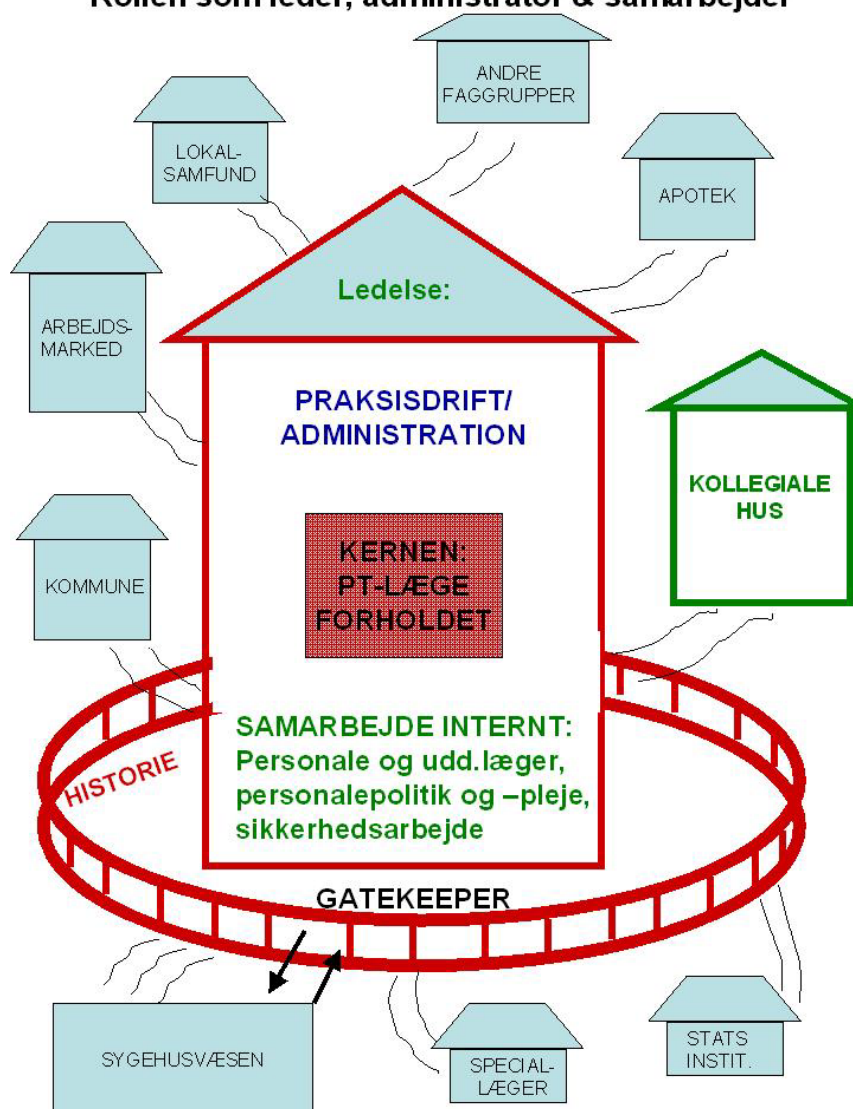 Rollen som leder, administrator & samarbejder
ANDRE
FAGGRUPPER
LOKAL-
SAMFUND
APOTEK
Ledelse:
ARBEJDS-
MARKED
PRAKSISDRIFT/
ADMINISTRATION
KOLLEGIALE
HUS
KERNEN:
PT-LÆGE
FORHOLDET
KOMMUNE
SAMARBEJDE INTERNT:
Personale og udd.læger,
personalepolitik og –pleje,
sikkerhedsarbejde
HISTORIE
GATEKEEPER
SYGEHUSVÆSEN
SPECIAL-
LÆGER
STATS
INSTIT.